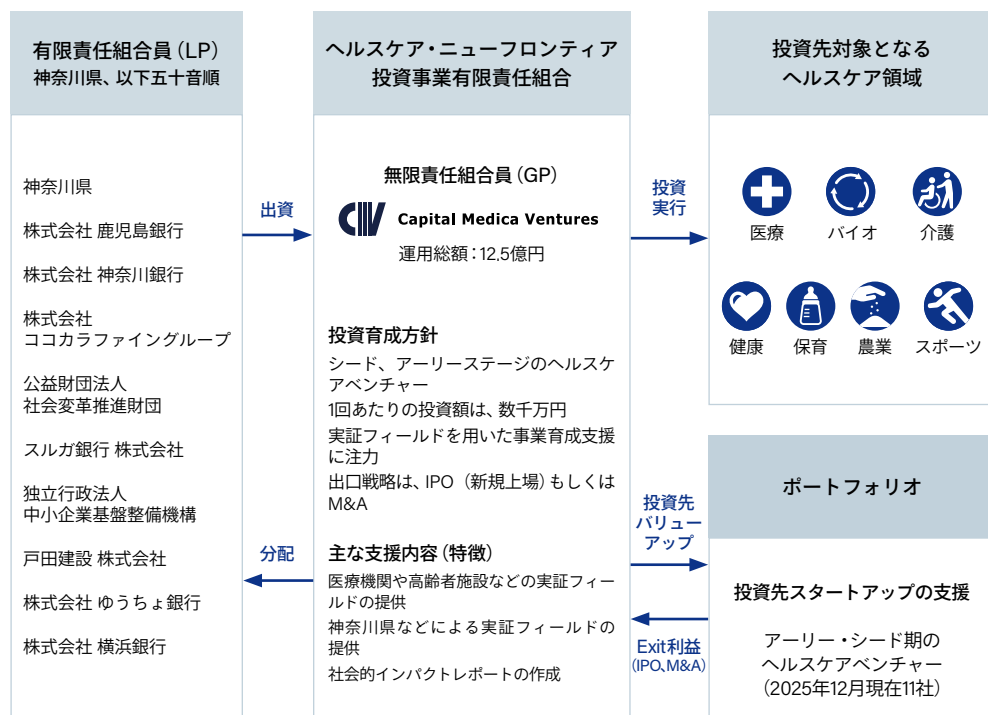 有限責任組合員（LP）
神奈川県、以下五十音順
神奈川県
株式会社 鹿児島銀行
株式会社 神奈川銀行
株式会社
ココカラファイングループ
公益財団法人
社会変革推進財団
スルガ銀行 株式会社
独立行政法人
中小企業基盤整備機構
戸田建設 株式会社
株式会社 ゆうちょ銀行
株式会社 横浜銀行
出資
分配
ヘルスケア・ニューフロンティア
投資事業有限責任組合
無限責任組合員（GP）
CMV Capital Medica Ventures
運用総額：12.5億円
投資育成方針
シード、アーリーステージのヘルスケ
アベンチャー
1回あたりの投資額は、数千万円
実証フィールドを用いた事業育成支援
に注力
出口戦略は、IPO（新規上場）もしくは
M&A
主な支援内容（特徴）
医療機関や高齢者施設などの実証フィー
ルドの提供
神奈川県などによる実証フィールドの
提供
社会的インパクトレポートの作成
投資
実行
投資先
バリュー
アップ
Exit利益
(IPO、M&A)
投資先対象となる
ヘルスケア領域
医療 バイオ 介護
健康 保育 農業 スポーツ
ポートフォリオ
投資先スタートアップの支援
アーリー・シード期の
ヘルスケアベンチャー
（2025年12月現在11社）